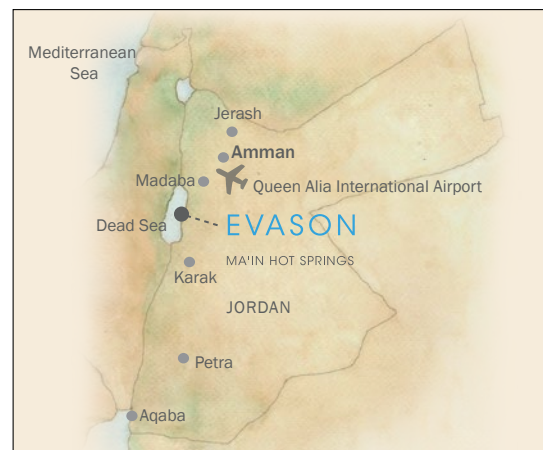 Mediterranean
Sea
Jerash
Amman
Madaba
Queen Alia International Airport
Dead Sea
EVASON
MA'IN HOT SPRINGS
Karak
JORDAN
Petra
Aqaba